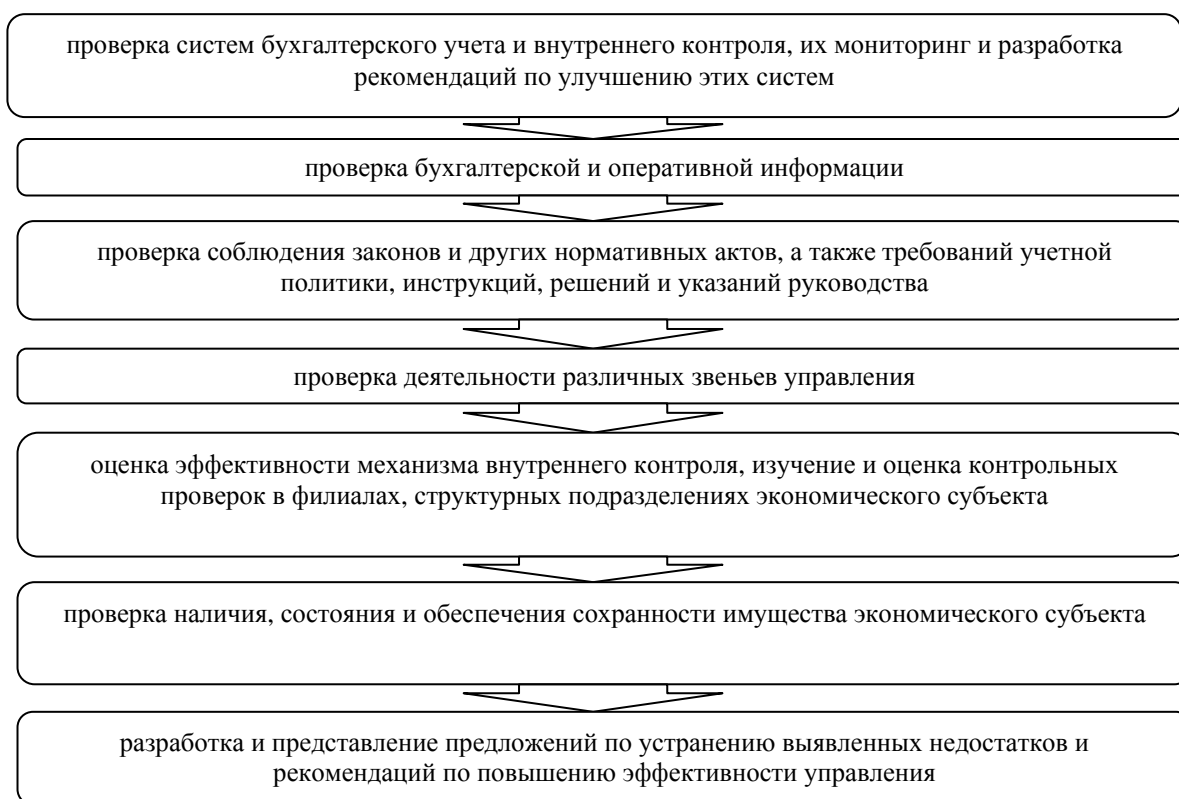 проверка систем бухгалтерского учета и внутреннего контроля, их мониторинг и разработка
рекомендаций по улучшению этих систем
проверка бухгалтерской и оперативной информации
проверка соблюдения законов и других нормативных актов, а также требований учетной
политики, инструкций, решений и указаний руководства
проверка деятельности различных звеньев управления
оценка эффективности механизма внутреннего контроля, изучение и оценка контрольных
проверок в филиалах, структурных подразделениях экономического субъекта
проверка наличия, состояния и обеспечения сохранности имущества экономического субъекта
разработка и представление предложений по устранению выявленных недостатков и
рекомендаций по повышению эффективности управления